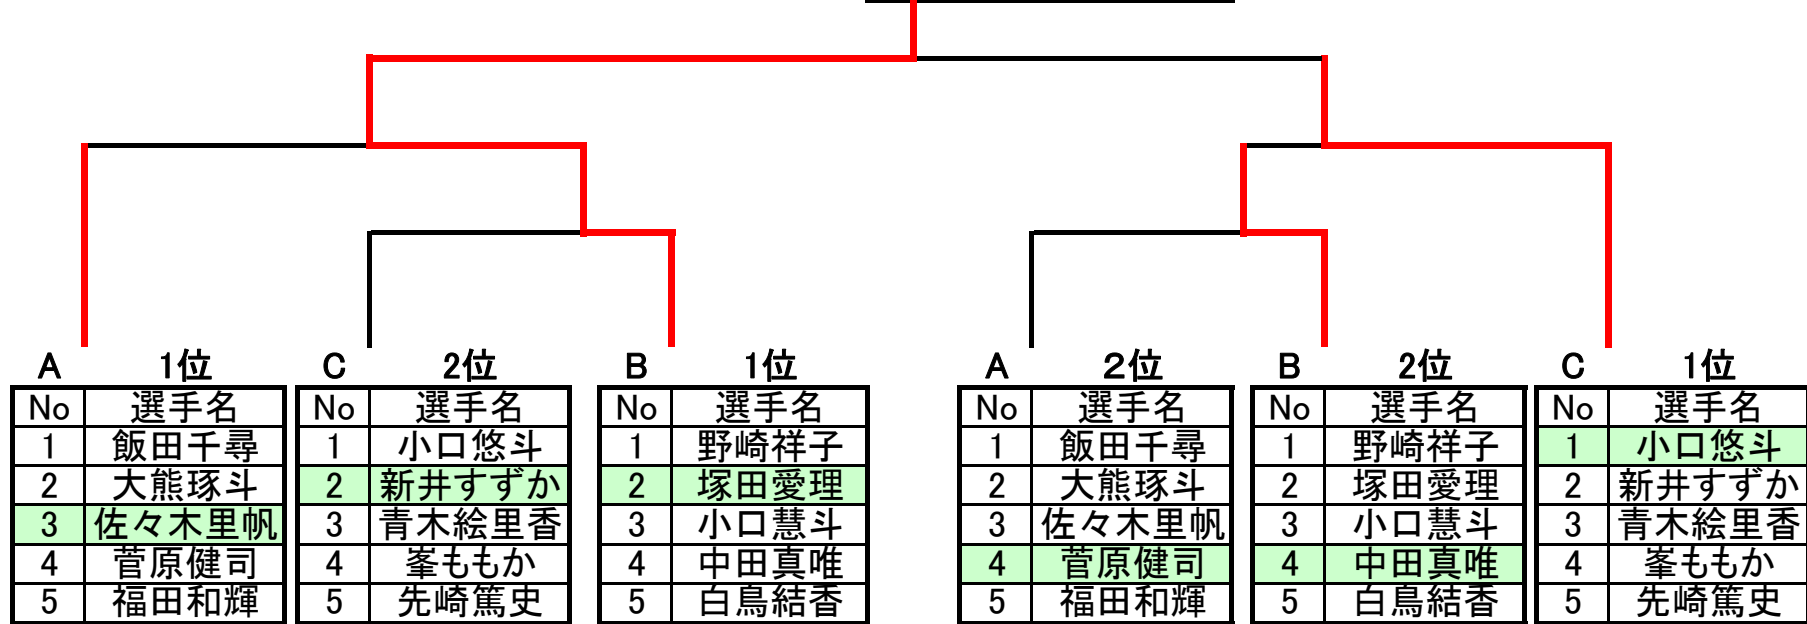 A 1位 C 2位 B 1位 A 2位 B 2位 C 1位
No 選手名 No 選手名 No 選手名 No 選手名 No 選手名 No 選手名
1 飯田千尋 1 小口悠斗 1 野崎祥子 1 飯田千尋 1 野崎祥子 1 小口悠斗
2 大熊琢斗 2 新井すずか 2 塚田愛理 2 大熊琢斗 2 塚田愛理 2 新井すずか
3 佐々木里帆 3 青木絵里香 3 小口慧斗 3 佐々木里帆 3 小口慧斗 3 青木絵里香
4 菅原健司 4 峯ももか 4 中田真唯 4 菅原健司 4 中田真唯 4 峯ももか
5 福田和輝 5 先崎篤史 5 白鳥結香 5 福田和輝 5 白鳥結香 5 先崎篤史